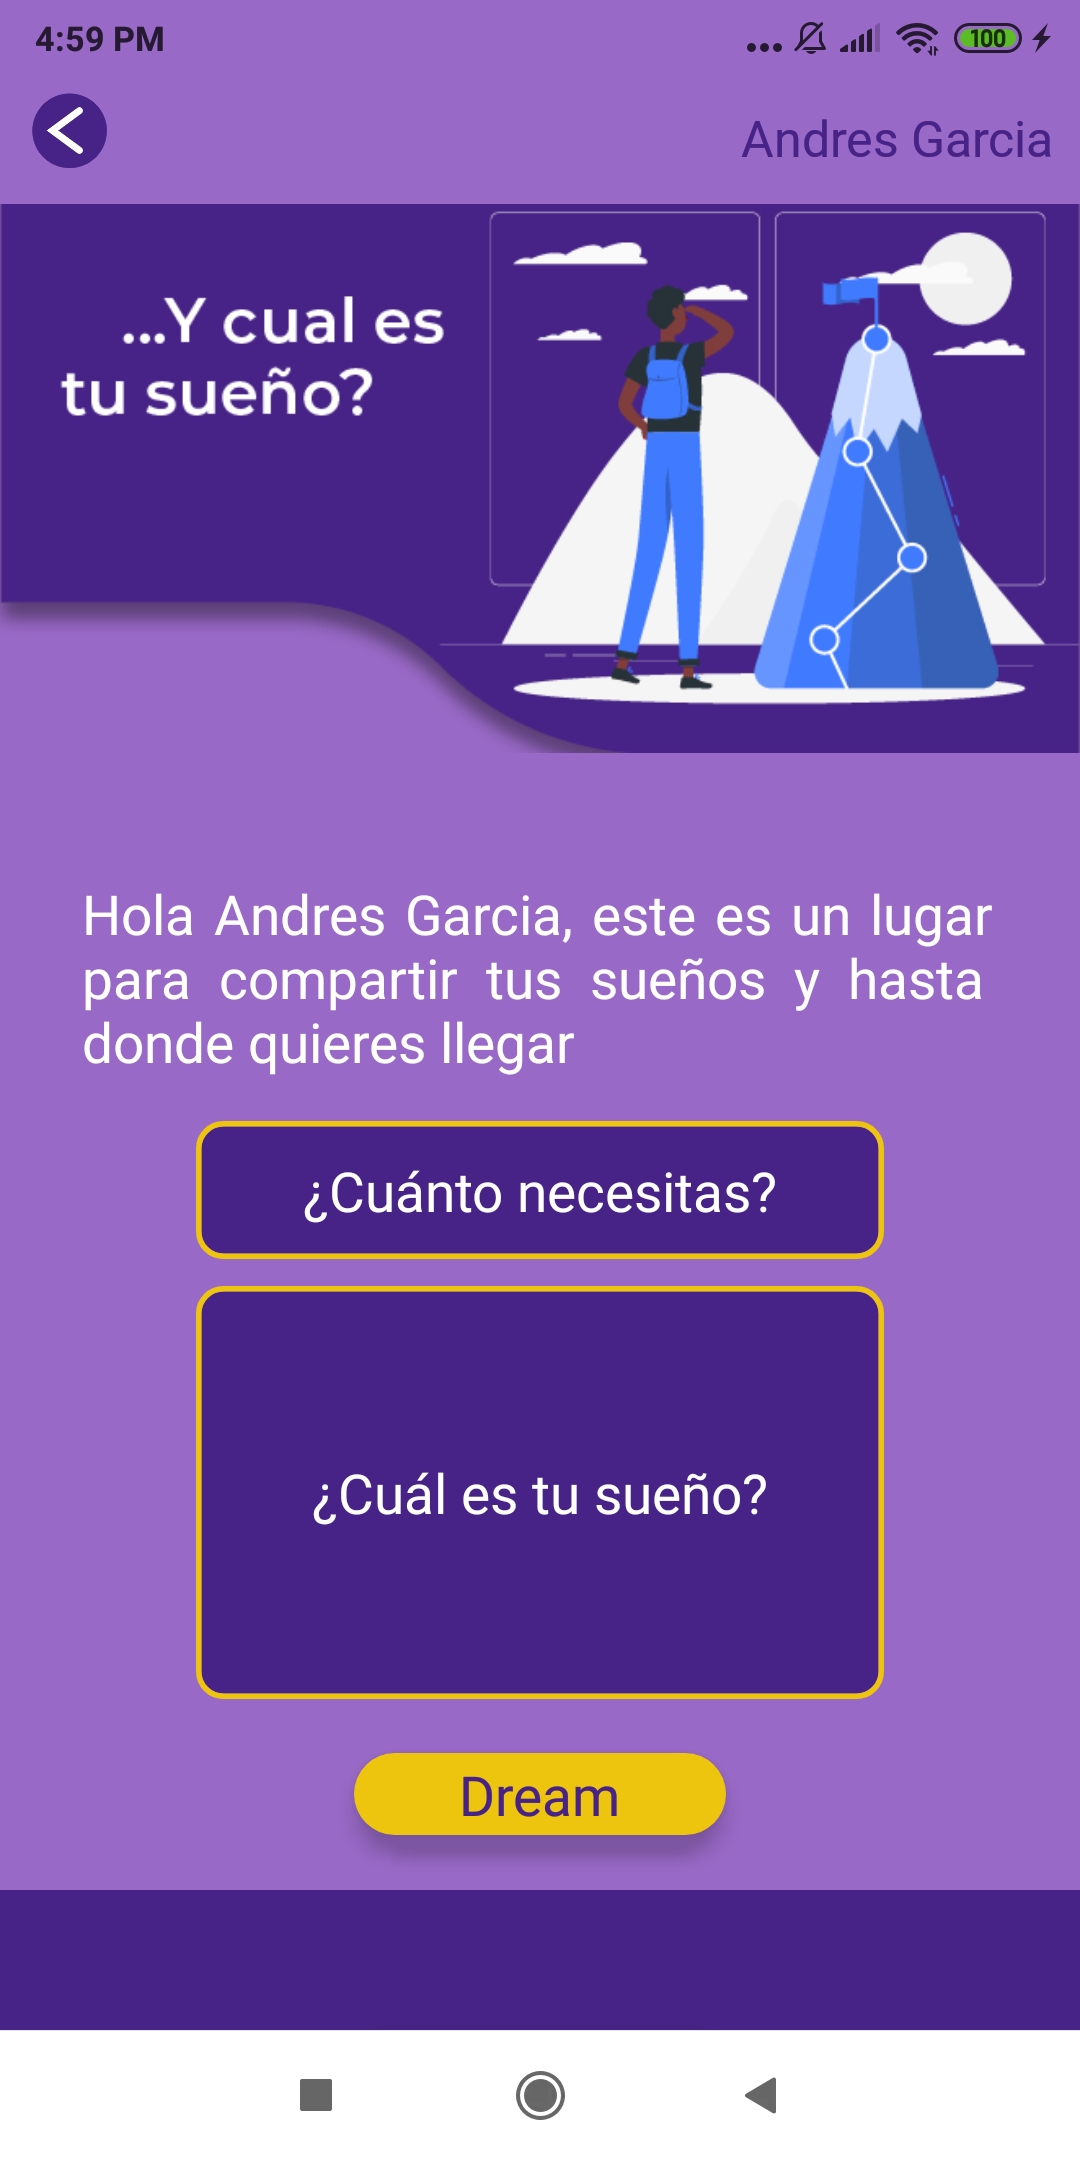 4:59 PM
100
Andres Garcia
...Y cual es
tu sueño?
Hola Andres Garcia, este es un lugar
para compartir tus sueños y hasta
donde quieres llegar
¿Cuánto necesitas?
¿Cuál es tu sueño?
Dream